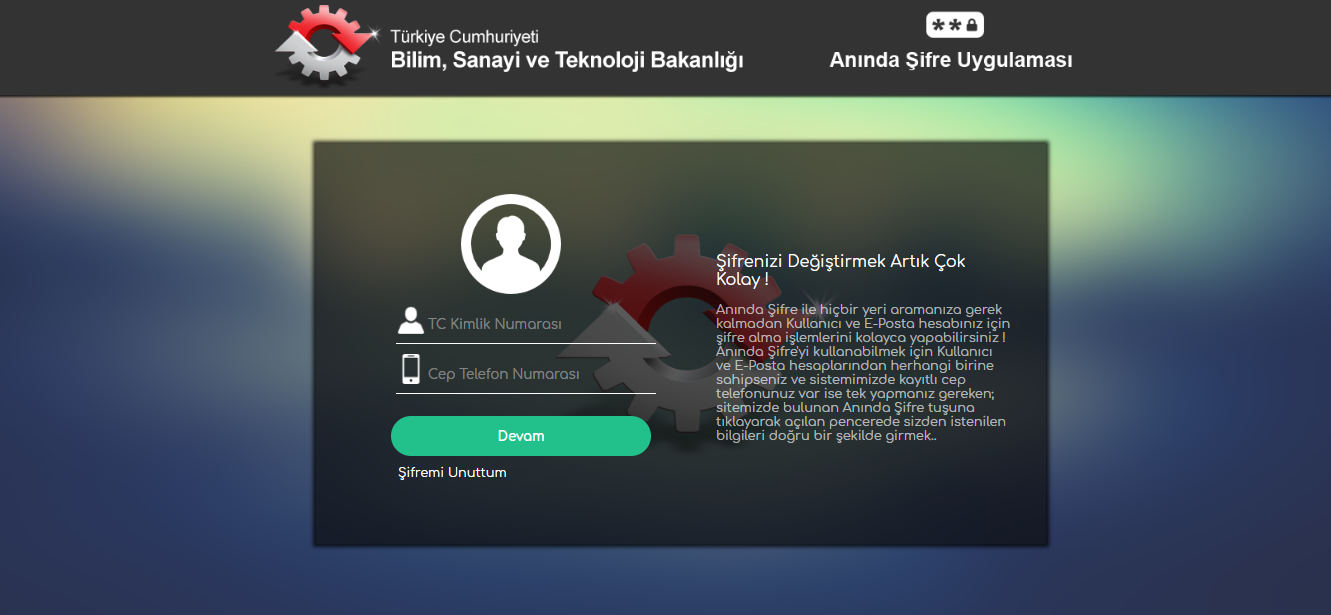 Türkiye Cumhuriyeti
Bilim, Sanayi ve Teknoloji Bakanlığı
**
Anında Şifre Uygulaması
TC Kimlik Numarası
Cep Telefon Numarası
Devam
Şifremi Unuttum
Şifrenizi Değiştirmek Artık Çok
Kolay !
Anında Şifre ile hiçbir yeri aramanıza gerek
kalmadan Kullanıcı ve E-Posta hesabınız için
şifre alma işlemlerini kolayca yapabilirsiniz !
Anında Şifre'yi kullanabilmek için Kullanıcı
ve E-Posta hesaplarından herhangi birine
sahipseniz ve sistemimizde kayıtlı cep
telefonunuz var ise tek yapmanız gereken;
sitemizde bulunan Anında Şifre tuşuna
tıklayarak açılan pencerede sizden istenilen
bilgileri doğru bir şekilde girmek..